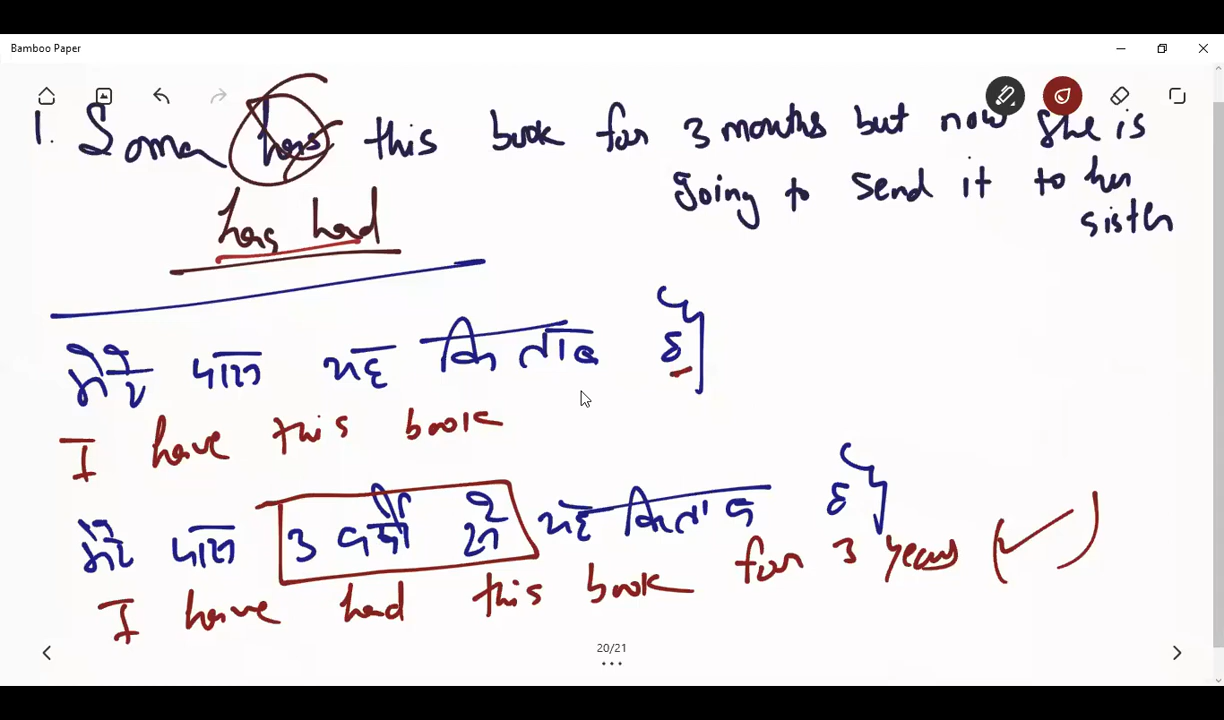 Bamboo Paper
1. Soma has this book for 3 months but now she is
going to send it to her
sister
has had
मेरे पास यह किताब है
I have this book
मेरे पास 3 वर्षों से यह किताब है
I have had this book for 3 years
20/21